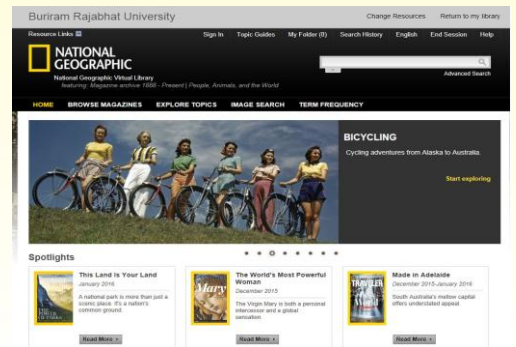 Buriram Rajabhat University
Change Resources Return to my library
Resource Links
Sign In Topic Guides My Folder (0) Search History English End Session Help
NATIONAL
GEOGRAPHIC
National Geographic Virtual Library
featuring: Magazine archive 1888 - Present | People, Animals, and the World
Advanced Search
HOME BROWSE MAGAZINES EXPLORE TOPICS IMAGE SEARCH TERM FREQUENCY
BICYCLING
Cycling adventures from Alaska to Australia.
Start exploring
Spotlights
This Land Is Your Land
January 2016
A national park is more than just a
scenic place. It's a nation's
common ground.
Read More
The World's Most Powerful
Woman
December 2015
The Virgin Mary is both a personal
intercessor and a global
sensation
Read More
Made in Adelaide
December 2015-January 2016
South Australia's mellow capital
offers understated appeal.
Read More
Mary
TRAVELER